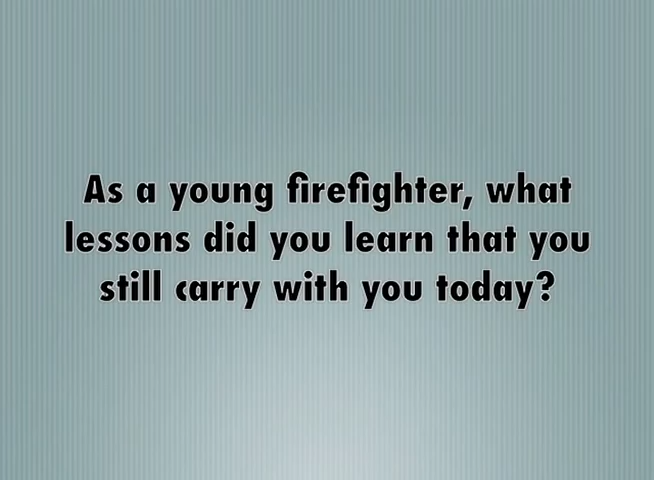 As a young firefighter, what
lessons did you learn that you
still carry with you today?